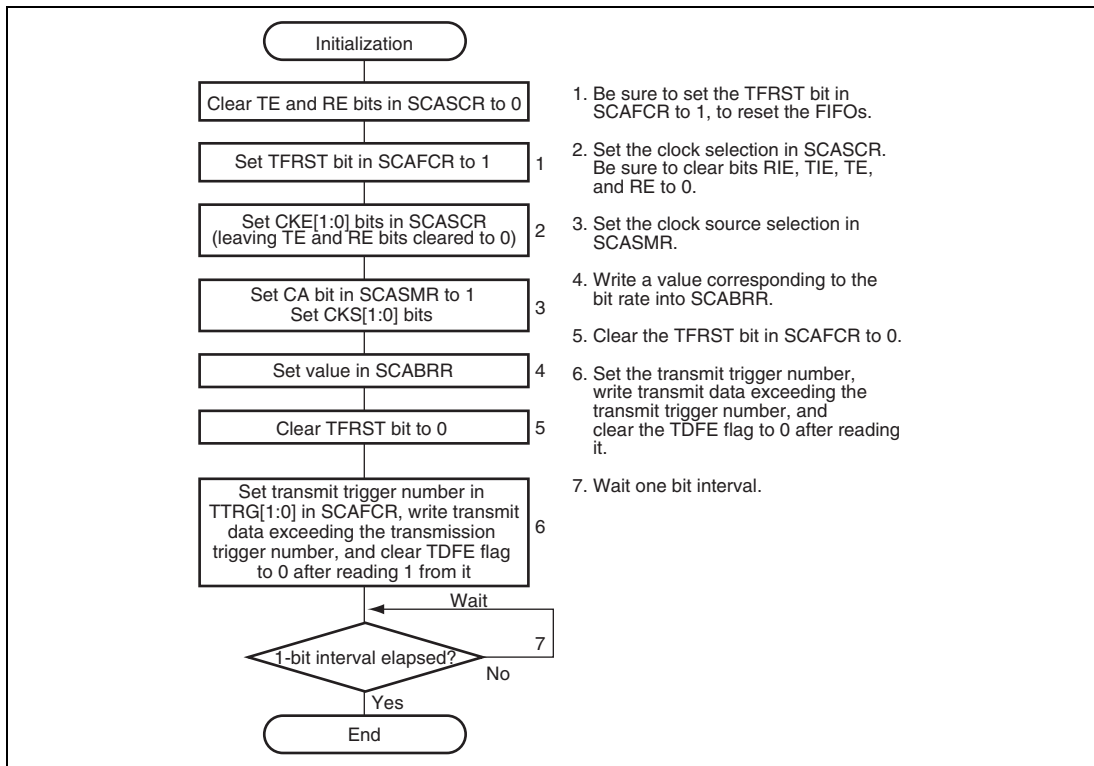 Initialization
Clear TE and RE bits in SCASCR to 0
Set TFRST bit in SCAFCR to 1
1
Set CKE[1:0] bits in SCASCR
(leaving TE and RE bits cleared to 0)
2
Set CA bit in SCASMR to 1
Set CKS[1:0] bits
3
Set value in SCABRR
4
Clear TFRST bit to 0
5
Set transmit trigger number in
TTRG[1:0] in SCAFCR, write transmit
data exceeding the transmission
trigger number, and clear TDFE flag
to 0 after reading 1 from it
6
Wait
1-bit interval elapsed?
7
No
Yes
End
1. Be sure to set the TFRST bit in
SCAFCR to 1, to reset the FIFOs.
2. Set the clock selection in SCASCR.
Be sure to clear bits RIE, TIE, TE,
and RE to 0.
3. Set the clock source selection in
SCASMR.
4. Write a value corresponding to the
bit rate into SCABRR.
5. Clear the TFRST bit in SCAFCR to 0.
6. Set the transmit trigger number,
write transmit data exceeding the
transmit trigger number, and
clear the TDFE flag to 0 after reading
it.
7. Wait one bit interval.